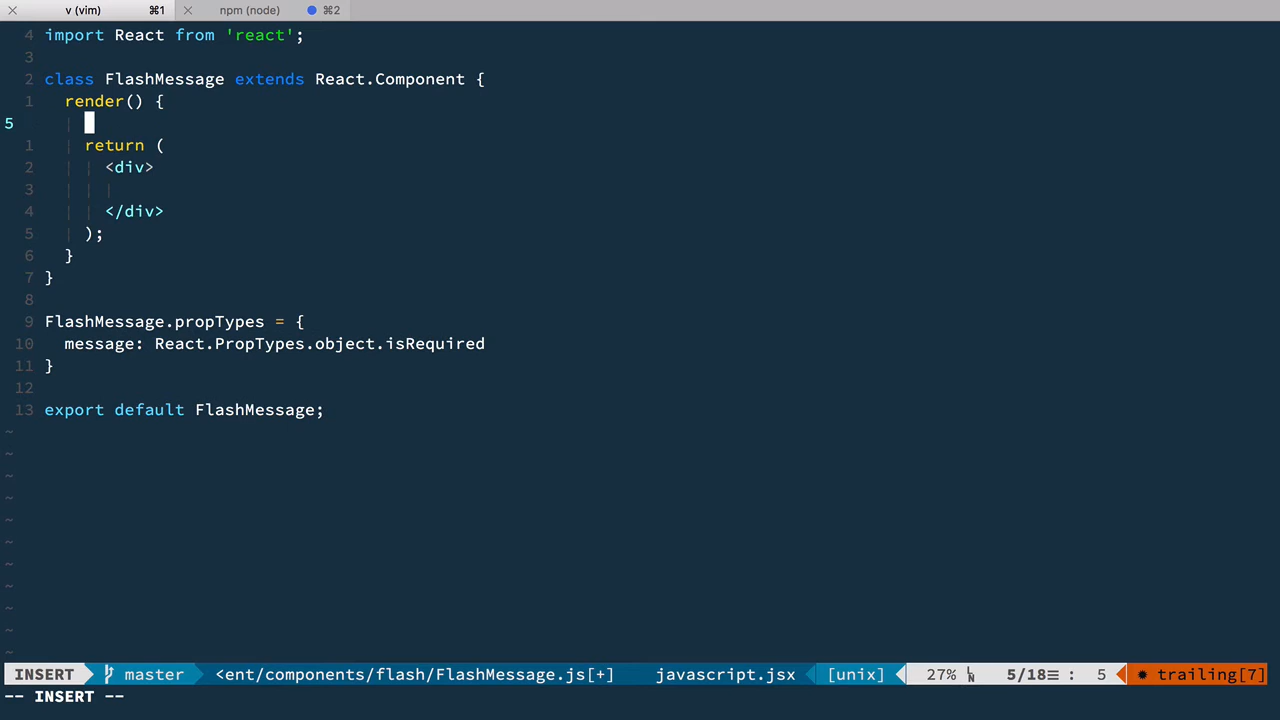 v (vim) ⌘1 npm (node) ⌘2
4 import React from 'react';
3
2 class FlashMessage extends React.Component {
1   render() {
5
1     return (
2       <div>
3
4       </div>
5     );
6   }
7 }
8
9 FlashMessage.propTypes = {
10   message: React.PropTypes.object.isRequired
11 }
12
13 export default FlashMessage;
~
~
~
~
~
~
~
~
~
~
~
INSERT master <ent/components/flash/FlashMessage.js[+] javascript.jsx [unix] 27% 5/18≡ : 5 ✹ trailing[7]
-- INSERT --